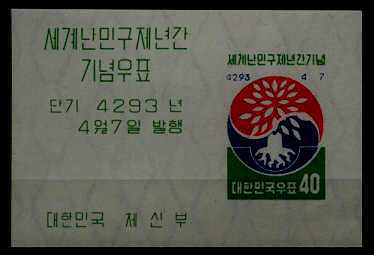 세계난민구제년간
기념우표
단기 4293 년
4월7일 발행
대한민국 체신부
세계난민구제년간기념
4293 4 7
대한민국우표 40